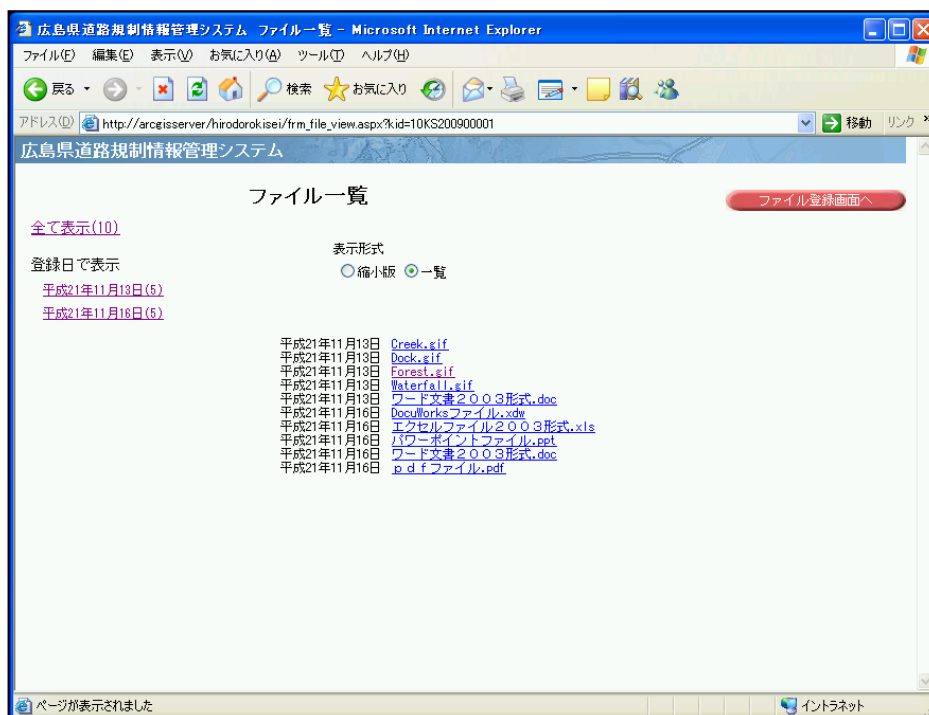 広島県道路規制情報管理システム ファイル一覧 - Microsoft Internet Explorer
ファイル(F) 編集(E) 表示(V) お気に入り(A) ツール(T) ヘルプ(H)
戻る 検索 お気に入り
アドレス(D) http://arcgisserver/hirodorokisei/frm_file_view.aspx?kid=10KS200900001 移動 リンク »
広島県道路規制情報管理システム
ファイル一覧
ファイル登録画面へ
全て表示(10)
表示形式
登録日で表示
縮小版 一覧
平成21年11月13日(5)
平成21年11月16日(5)
平成21年11月13日 Creek.gif
平成21年11月13日 Dock.gif
平成21年11月13日 Forest.gif
平成21年11月13日 Waterfall.gif
平成21年11月13日 ワード文書2003形式.doc
平成21年11月16日 DocuWorksファイル.xdw
平成21年11月16日 エクセルファイル2003形式.xls
平成21年11月16日 パワーポイントファイル.ppt
平成21年11月16日 ワード文書2003形式.doc
平成21年11月16日 pdfファイル.pdf
ページが表示されました イントラネット